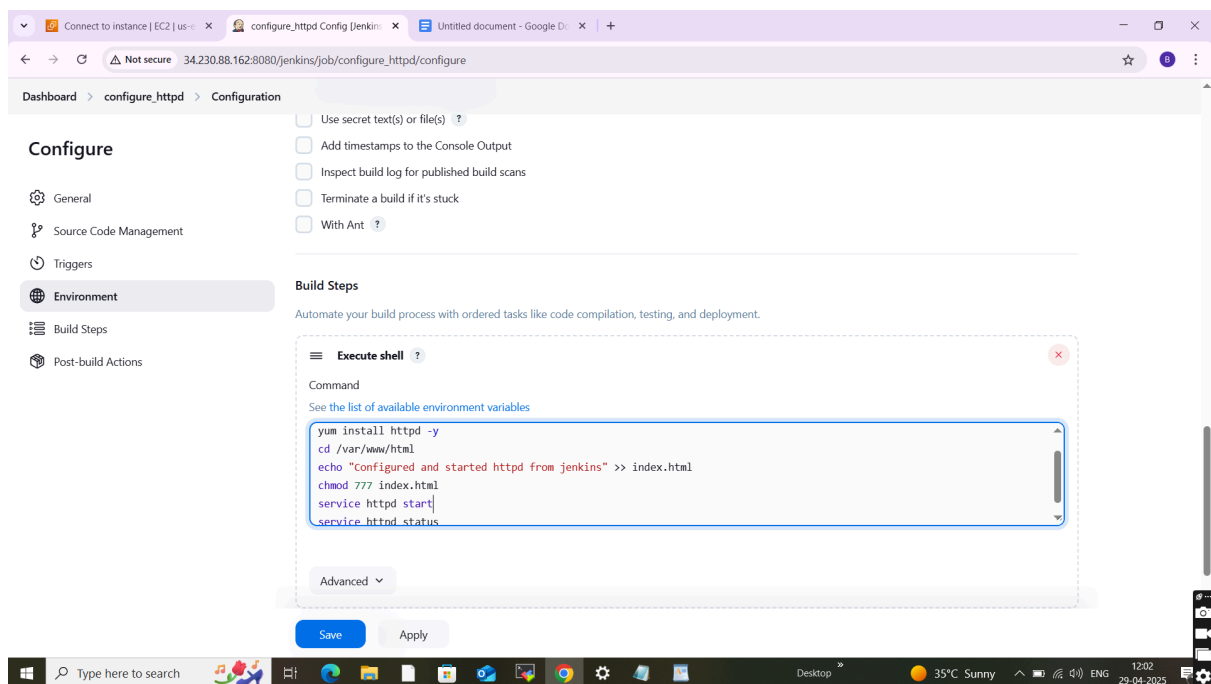 Connect to instance | EC2 | us-e
configure_httpd Config [Jenkins
Untitled document - Google Do
Not secure 34.230.88.162:8080/jenkins/job/configure_httpd/configure
B
Dashboard > configure_httpd > Configuration
Configure
General
Source Code Management
Triggers
Environment
Build Steps
Post-build Actions
Use secret text(s) or file(s) ?
Add timestamps to the Console Output
Inspect build log for published build scans
Terminate a build if it's stuck
With Ant ?
Build Steps
Automate your build process with ordered tasks like code compilation, testing, and deployment.
Execute shell ?
Command
See the list of available environment variables
yum install httpd -y
cd /var/www/html
echo "Configured and started httpd from jenkins" >> index.html
chmod 777 index.html
service httpd start
service httpd status
Advanced
Save Apply
Type here to search
Desktop
35°C Sunny
ENG
12:02
29-04-2025